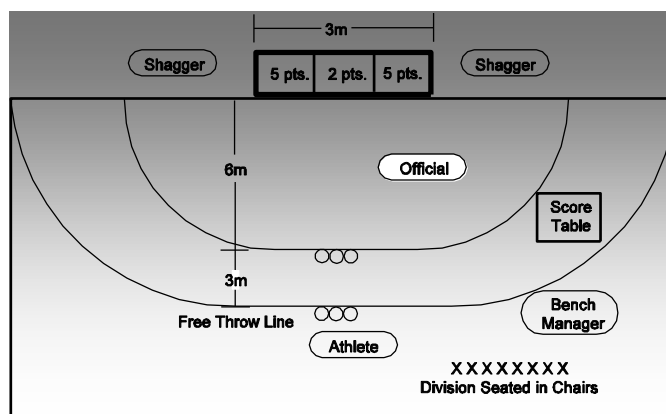 3m
Shagger
5 pts.
2 pts.
5 pts.
Shagger
6m
Official
Score
Table
3m
Free Throw Line
Bench
Manager
Athlete
X X X X X X X X
Division Seated in Chairs